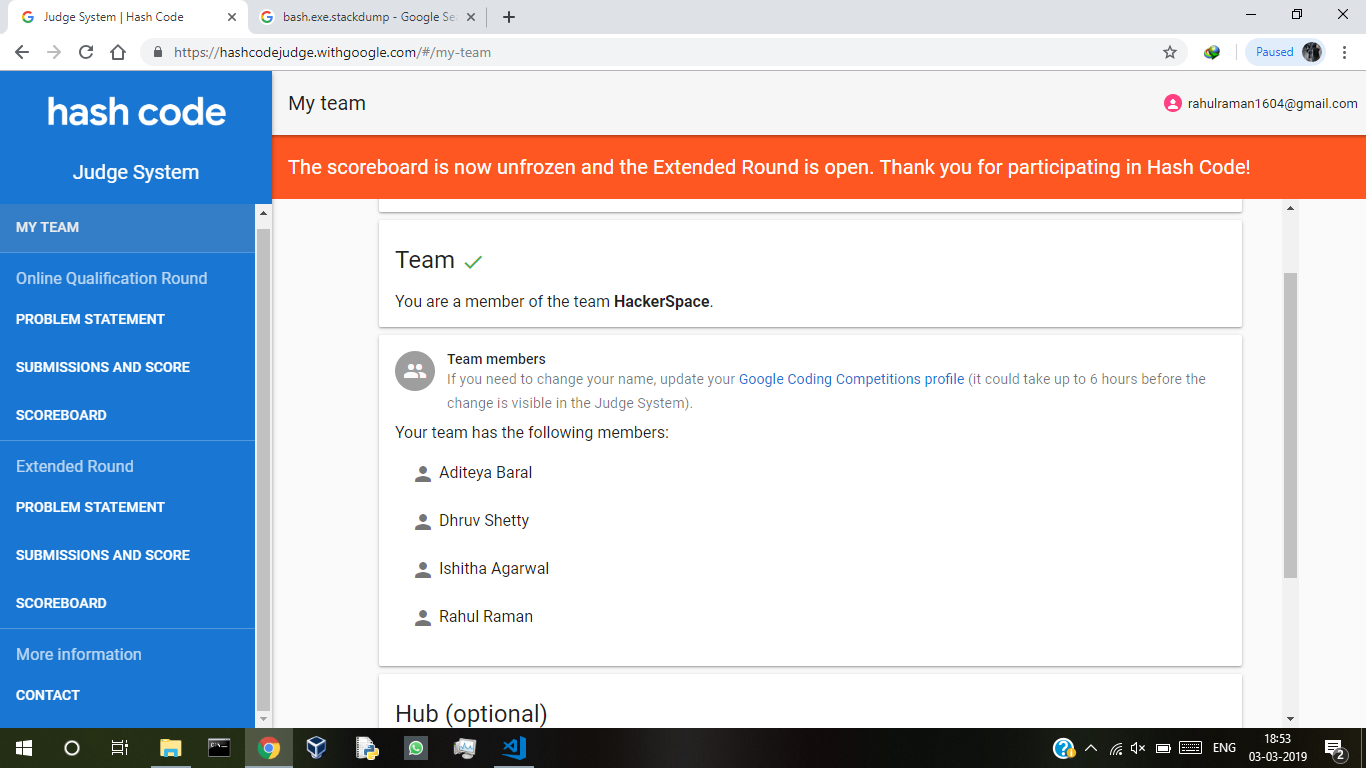 Judge System | Hash Code
bash.exe.stackdump - Google Se
https://hashcodejudge.withgoogle.com/#/my-team
Paused
hash code
Judge System
My team
rahulraman1604@gmail.com
The scoreboard is now unfrozen and the Extended Round is open. Thank you for participating in Hash Code!
MY TEAM
Online Qualification Round
PROBLEM STATEMENT
SUBMISSIONS AND SCORE
SCOREBOARD
Extended Round
PROBLEM STATEMENT
SUBMISSIONS AND SCORE
SCOREBOARD
More information
CONTACT
Team
You are a member of the team HackerSpace.
Team members
If you need to change your name, update your Google Coding Competitions profile (it could take up to 6 hours before the
change is visible in the Judge System).
Your team has the following members:
Aditeya Baral
Dhruv Shetty
Ishitha Agarwal
Rahul Raman
Hub (optional)
ENG
18:53
03-03-2019
2